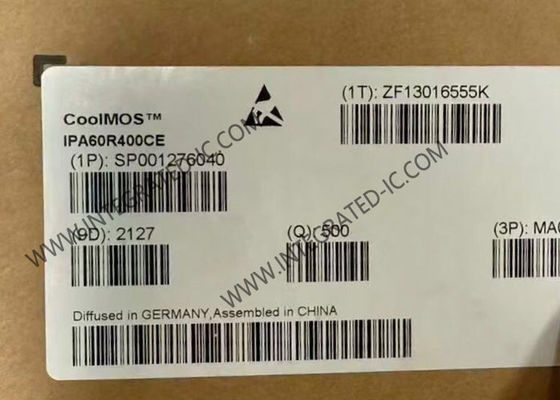 CoolMOS™
IPA60R400CE
(1P): SP001276040
(1T): ZF13016555K
(9D): 2127
(Q): 500
(3P): MA
Diffused in GERMANY,Assembled in CHINA
WWW.INTEGRATED-IC.COM
WWW.INTEGRATED-IC.COM